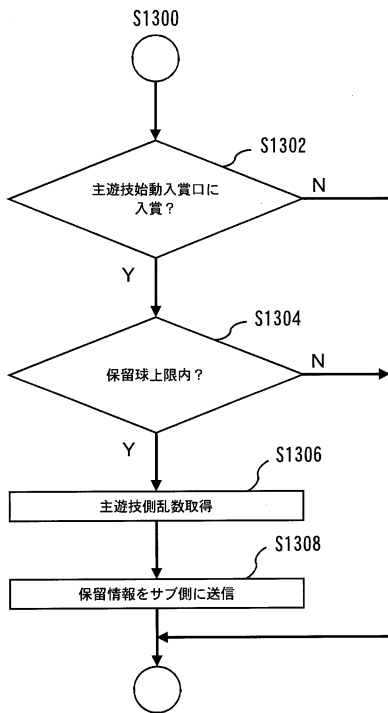 S1300
S1302
主遊技始動入賞口に
入賞？
N
Y
S1304
保留球上限内？
N
Y
S1306
主遊技側乱数取得
S1308
保留情報をサブ側に送信